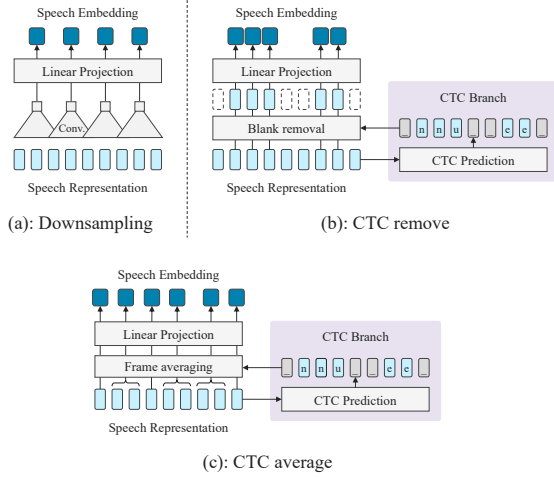 Speech Embedding
Linear Projection
Conv.
Speech Representation
(a): Downsampling
Speech Embedding
Linear Projection
Blank removal
Speech Representation
CTC Branch
_ n n u _ _ e e _
CTC Prediction
(b): CTC remove
Speech Embedding
Linear Projection
Frame averaging
Speech Representation
CTC Branch
_ n n u _ _ e e _
CTC Prediction
(c): CTC average